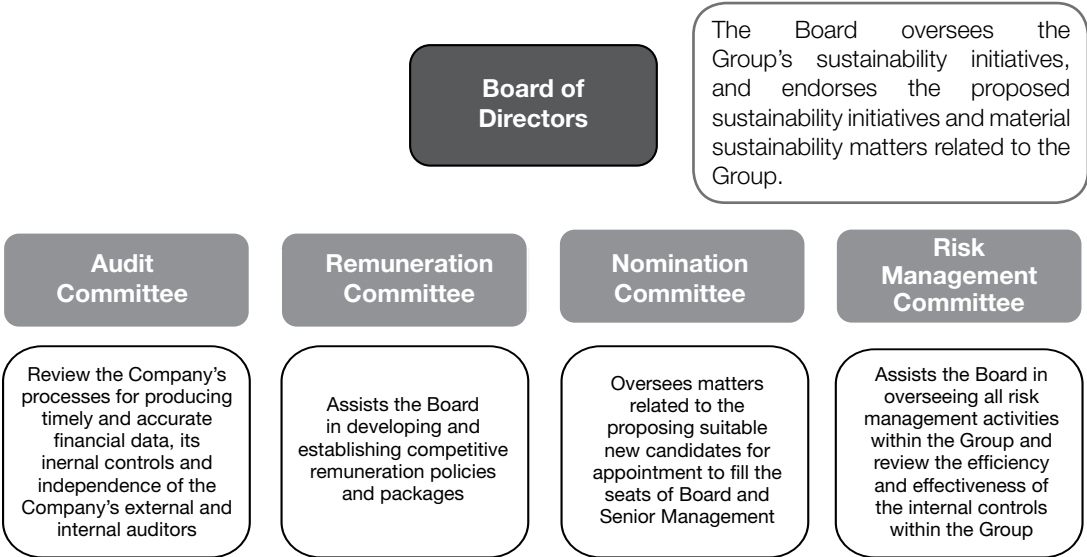 Board of
Directors
The Board oversees the
Group's sustainability initiatives,
and endorses the proposed
sustainability initiatives and material
sustainability matters related to the
Group.
Audit
Committee
Remuneration
Committee
Nomination
Committee
Risk
Management
Committee
Review the Company's
processes for producing
timely and accurate
financial data, its
inernal controls and
independence of the
Company's external and
internal auditors
Assists the Board
in developing and
establishing competitive
remuneration policies
and packages
Oversees matters
related to the
proposing suitable
new candidates for
appointment to fill the
seats of Board and
Senior Management
Assists the Board in
overseeing all risk
management activities
within the Group and
review the efficiency
and effectiveness of
the internal controls
within the Group